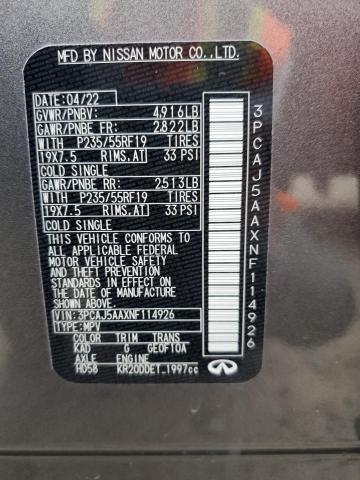 MFD BY NISSAN MOTOR CO.,LTD.
DATE: 04/22
GVWR/PNBV: 4,916LB
GAWR/PNBE FR: 2,822LB
WITH P235/55RF19 TIRES
19X7.5 RIMS,AT 33 PSI
COLD SINGLE
GAWR/PNBE RR: 2,513LB
WITH P235/55RF19 TIRES
19X7.5 RIMS,AT 33 PSI
COLD SINGLE
THIS VEHICLE CONFORMS TO
ALL APPLICABLE FEDERAL
MOTOR VEHICLE SAFETY
AND THEFT PREVENTION
STANDARDS IN EFFECT ON
THE DATE OF MANUFACTURE
SHOWN ABOVE.
VIN: 3PCAJ5AAXNF114926
TYPE:MPV
COLOR TRIM TRANS
KAD G GE0F10A
AXLE ENGINE
HD58 KR20DDET 1997cc
3PCAJ5AAXNF114926